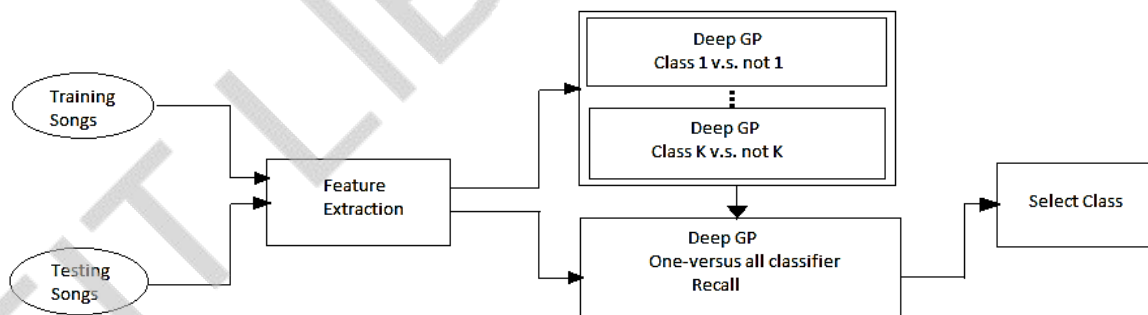 Training
Songs
Testing
Songs
Feature
Extraction
Deep GP
Class 1 v.s. not 1
Deep GP
Class K v.s. not K
Deep GP
One-versus all classifier
Recall
Select Class